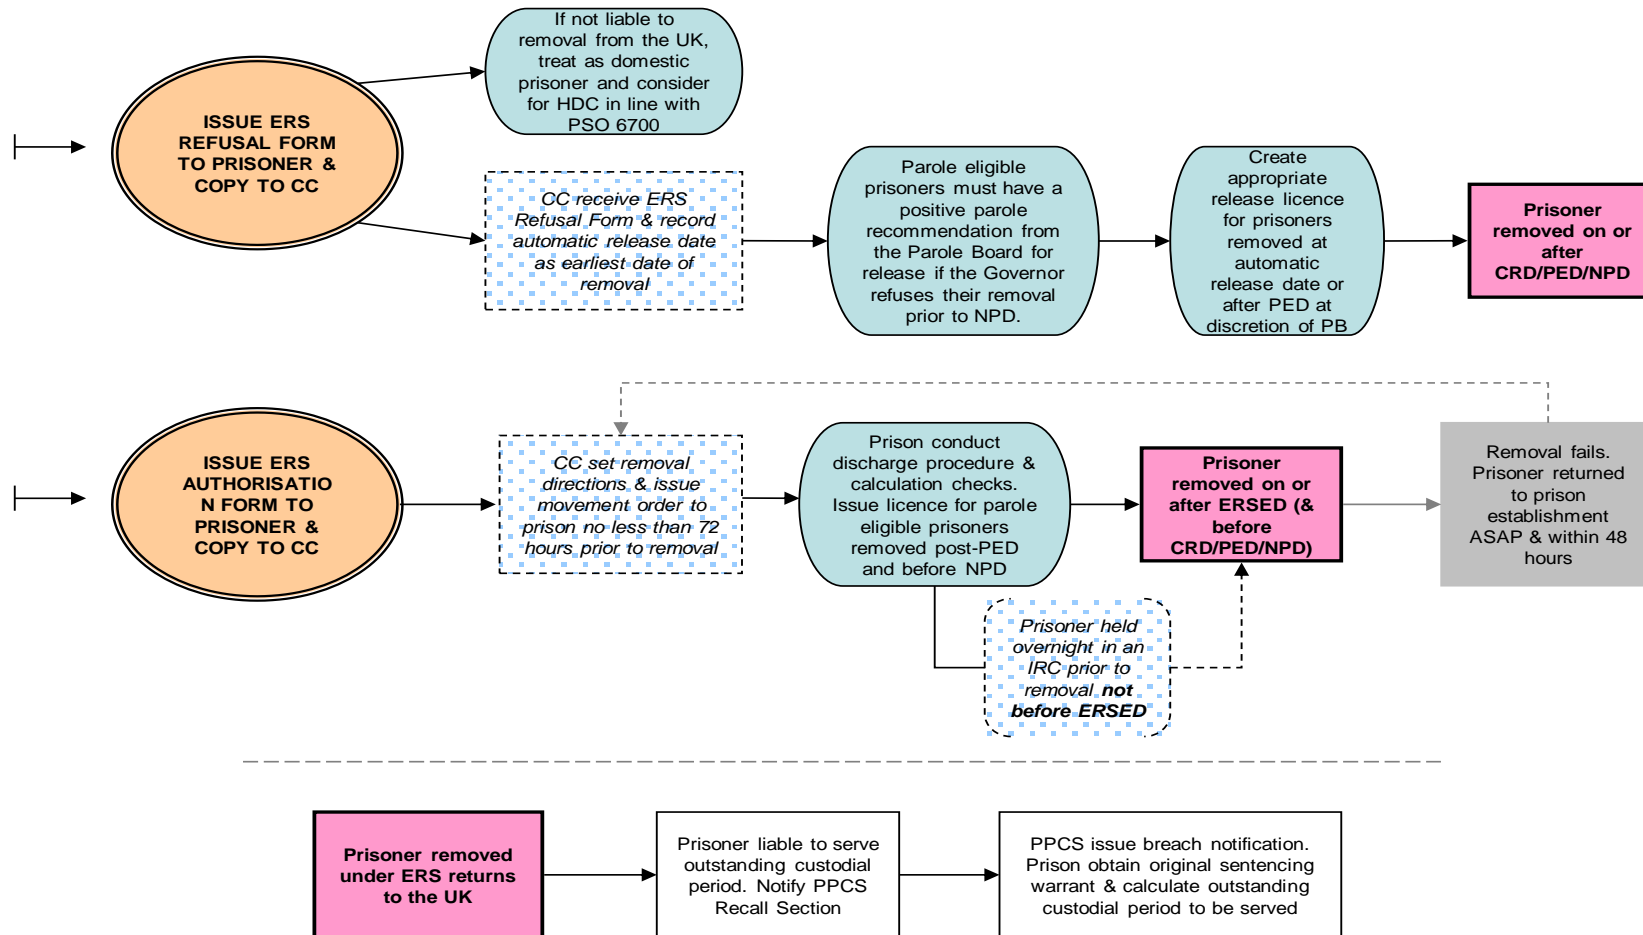 If not liable to
removal from the UK,
treat as domestic
prisoner and consider
for HDC in line with
PSO 6700
ISSUE ERS
REFUSAL FORM
TO PRISONER &
COPY TO CC
CC receive ERS
Refusal Form & record
automatic release date
as earliest date of
removal
Parole eligible
prisoners must have a
positive parole
recommendation from
the Parole Board for
release if the Governor
refuses their removal
prior to NPD.
Create
appropriate
release licence
for prisoners
removed at
automatic
release date or
after PED at
discretion of PB
Prisoner
removed on or
after
CRD/PED/NPD
ISSUE ERS
AUTHORISATIO
N FORM TO
PRISONER &
COPY TO CC
CC set removal
directions & issue
movement order to
prison no less than 72
hours prior to removal
Prison conduct
discharge procedure &
calculation checks.
Issue licence for parole
eligible prisoners
removed post-PED
and before NPD
Prisoner
removed on or
after ERSED (&
before
CRD/PED/NPD)
Removal fails.
Prisoner returned
to prison
establishment
ASAP & within 48
hours
Prisoner held
overnight in an
IRC prior to
removal not
before ERSED
Prisoner removed
under ERS returns
to the UK
Prisoner liable to serve
outstanding custodial
period. Notify PPCS
Recall Section
PPCS issue breach notification.
Prison obtain original sentencing
warrant & calculate outstanding
custodial period to be served